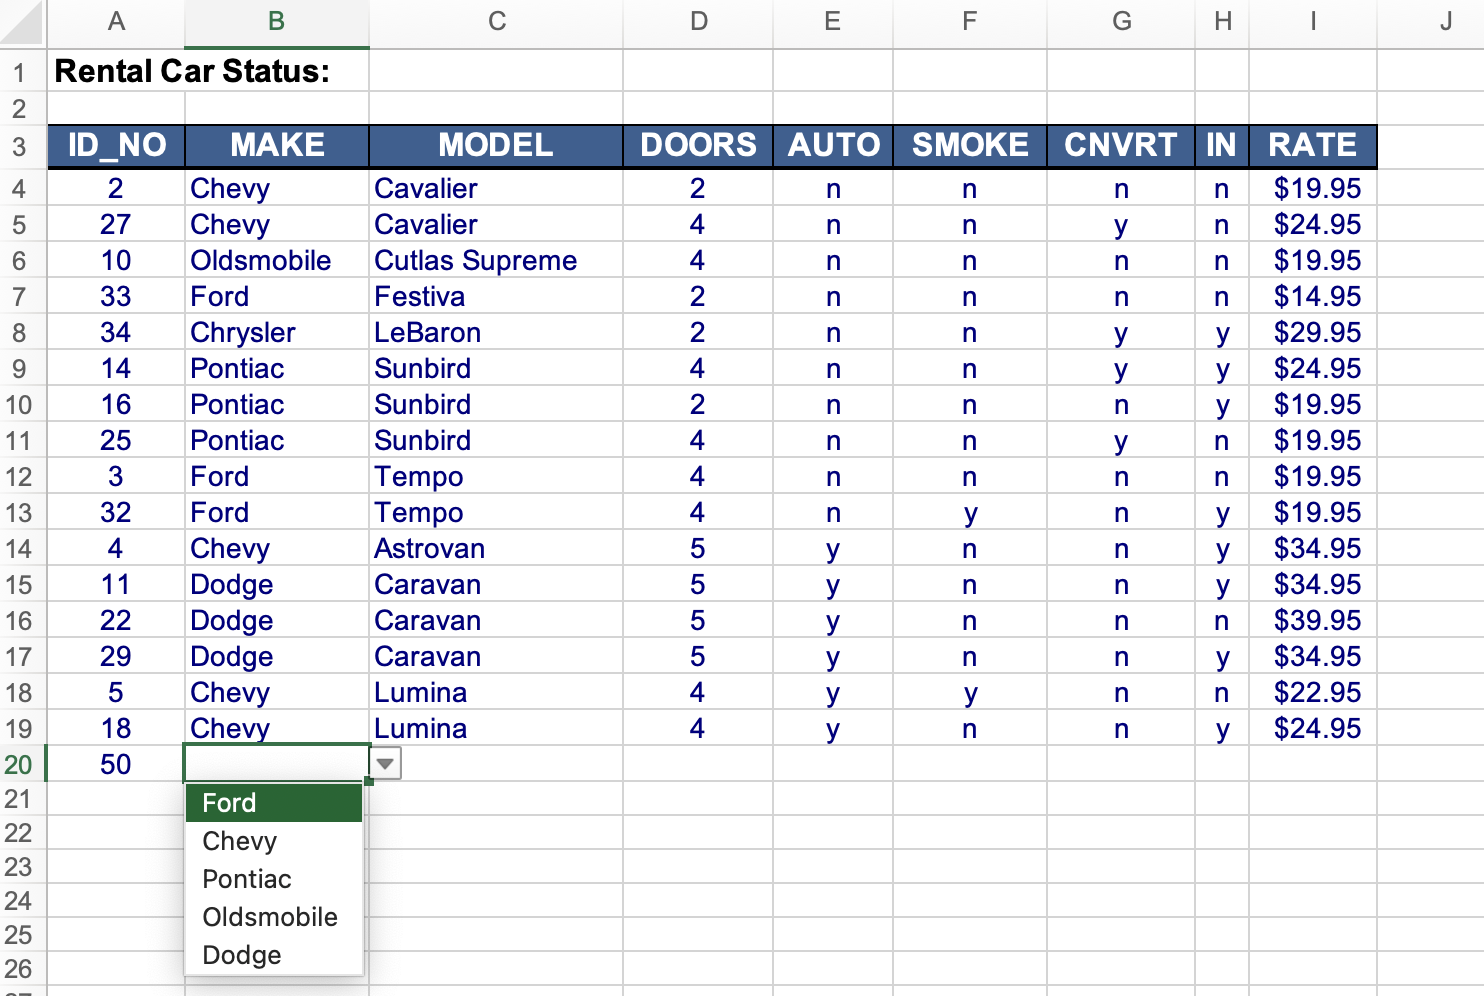 A B C D E F G H I J
1 Rental Car Status:
2
3 ID_NO MAKE MODEL DOORS AUTO SMOKE CNVRT IN RATE
4 2 Chevy Cavalier 2 n n n n $19.95
5 27 Chevy Cavalier 4 n n y n $24.95
6 10 Oldsmobile Cutlas Supreme 4 n n n n $19.95
7 33 Ford Festiva 2 n n n n $14.95
8 34 Chrysler LeBaron 2 n n y y $29.95
9 14 Pontiac Sunbird 4 n n y y $24.95
10 16 Pontiac Sunbird 2 n n n y $19.95
11 25 Pontiac Sunbird 4 n n y n $19.95
12 3 Ford Tempo 4 n n n n $19.95
13 32 Ford Tempo 4 n y n y $19.95
14 4 Chevy Astrovan 5 y n n y $34.95
15 11 Dodge Caravan 5 y n n y $34.95
16 22 Dodge Caravan 5 y n n n $39.95
17 29 Dodge Caravan 5 y n n y $34.95
18 5 Chevy Lumina 4 y y n n $22.95
19 18 Chevy Lumina 4 y n n y $24.95
20 50
21 Ford
22 Chevy
23 Pontiac
24 Oldsmobile
25 Dodge
26